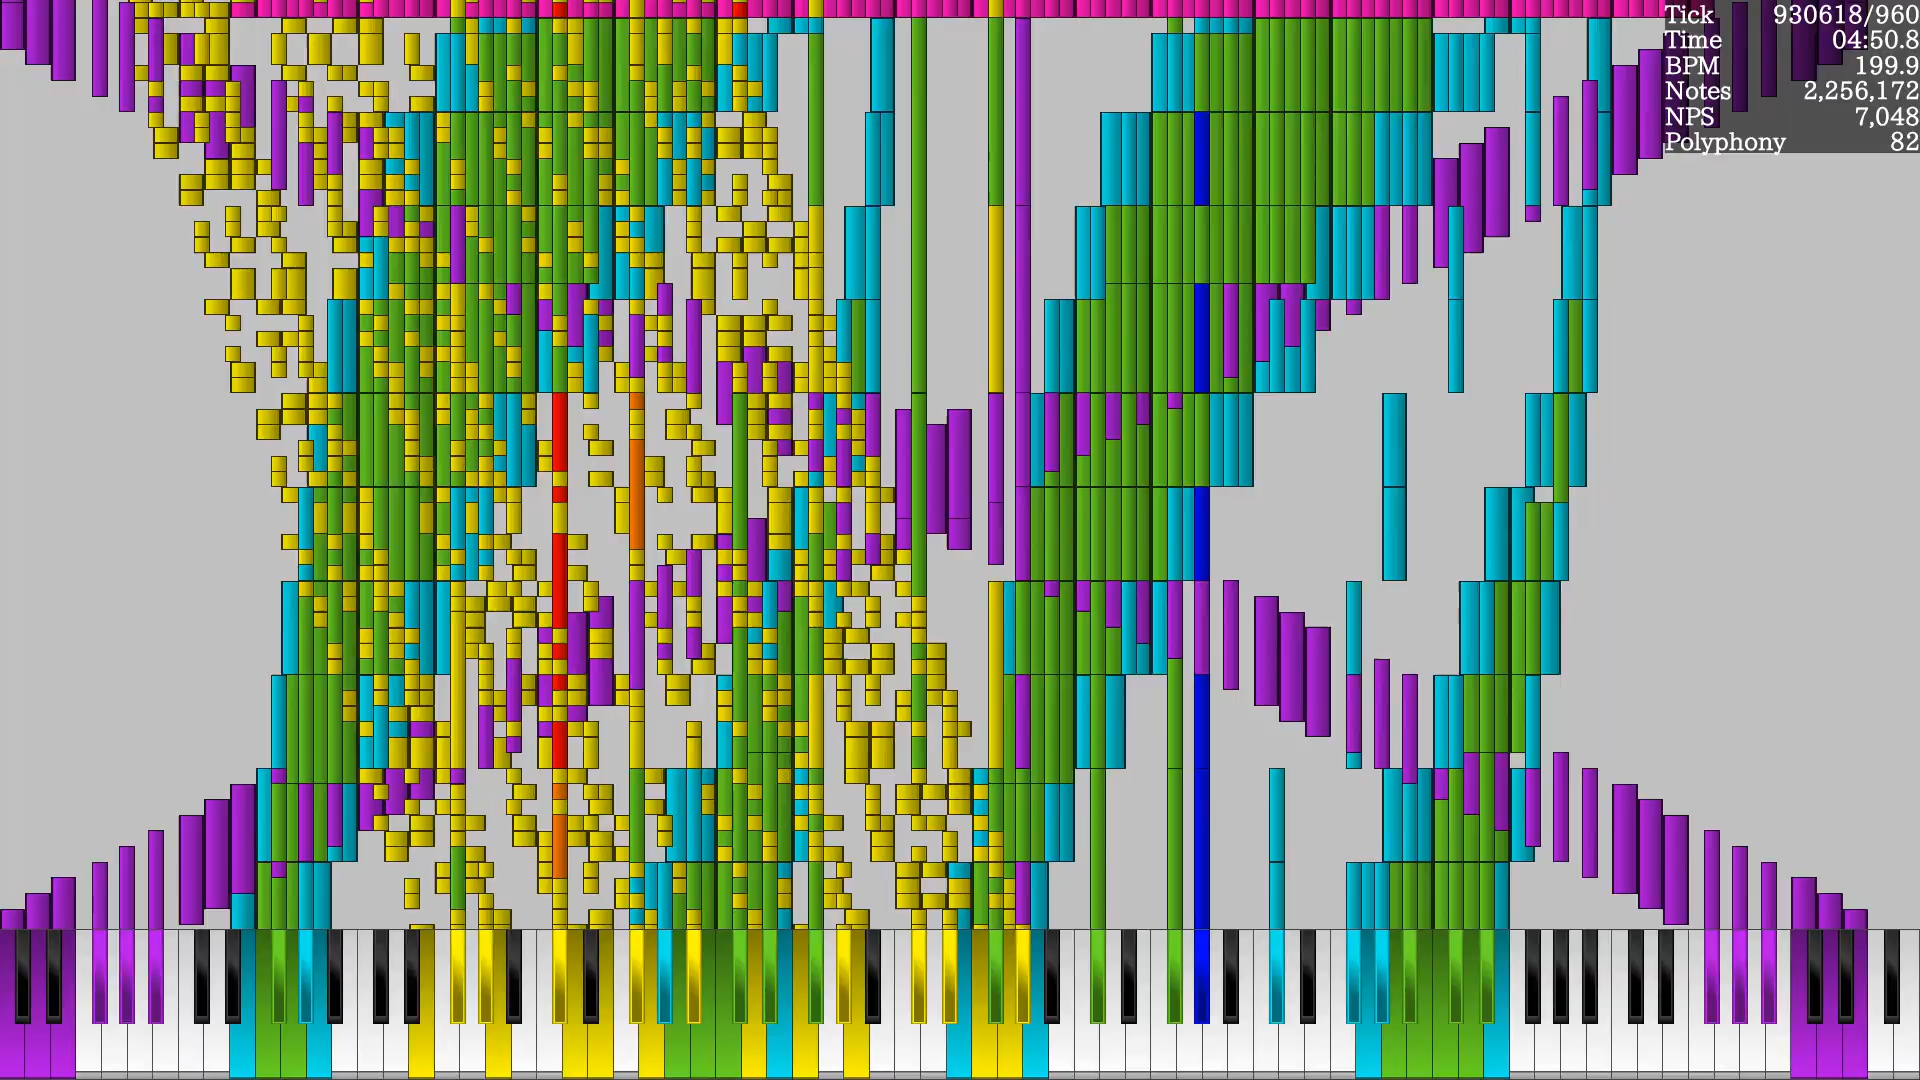 Tick 930618/960
Time 04:50.8
BPM 199.9
Notes 2,256,172
NPS 7,048
Polyphony 82